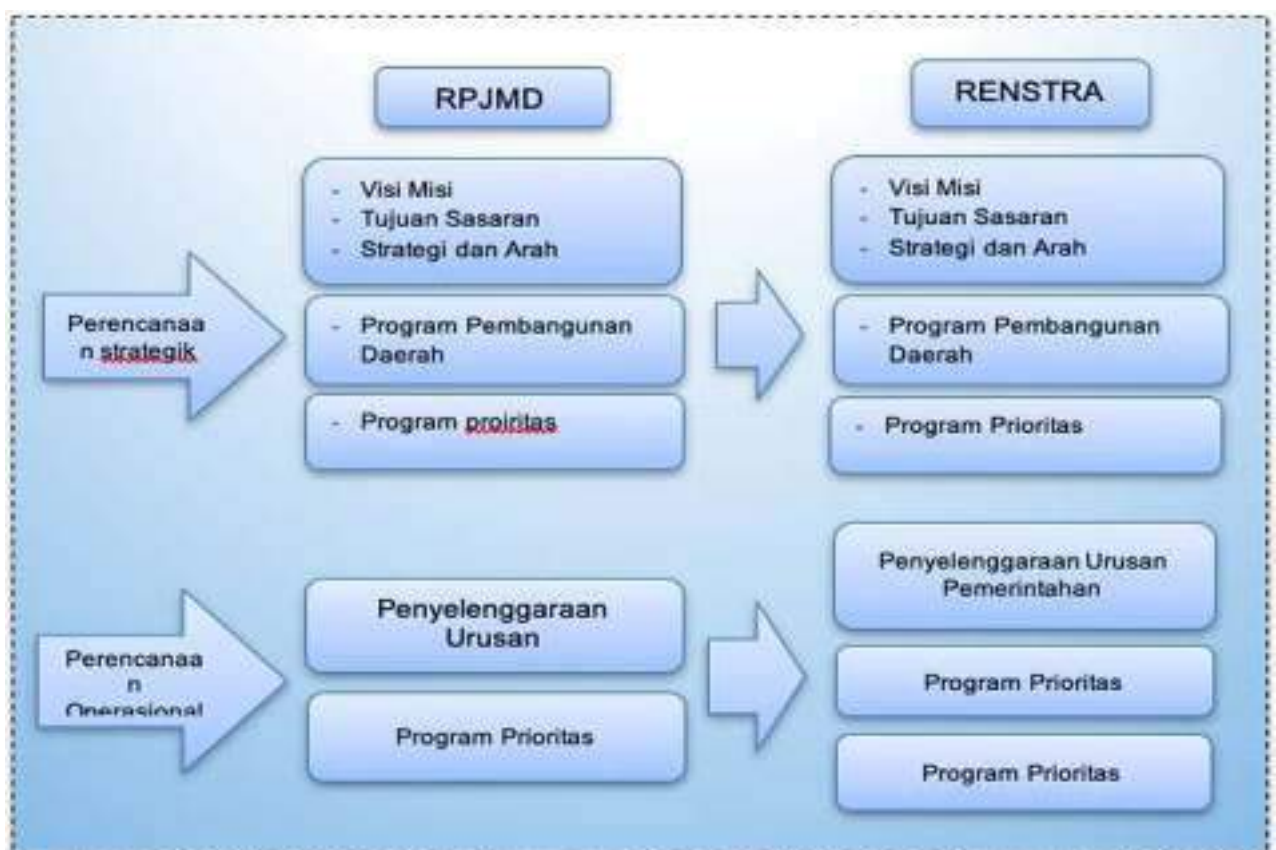 RPJMD
RENSTRA
Perencanaa
n strategik
- Visi Misi
- Tujuan Sasaran
- Strategi dan Arah
- Program Pembangunan
Daerah
- Program proiritas
- Visi Misi
- Tujuan Sasaran
- Strategi dan Arah
- Program Pembangunan
Daerah
- Program Prioritas
Perencanaa
n
Operasional
Penyelenggaraan
Urusan
Program Prioritas
Penyelenggaraan Urusan
Pemerintahan
Program Prioritas
Program Prioritas